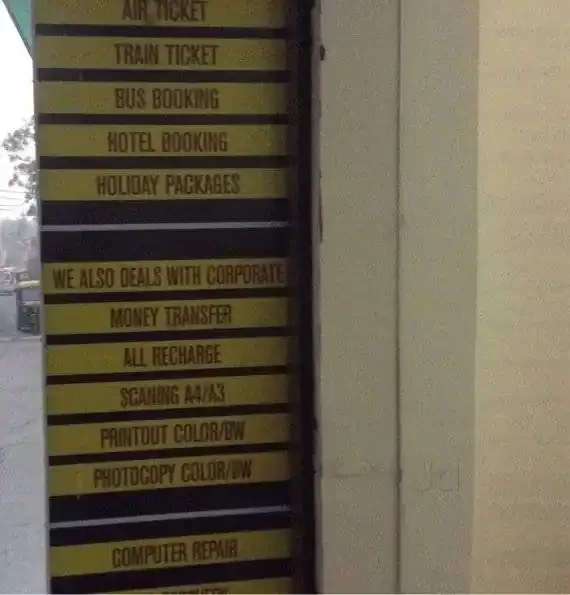 AIR TICKET
TRAIN TICKET
BUS BOOKING
HOTEL BOOKING
HOLIDAY PACKAGES
WE ALSO DEALS WITH CORPORATE
MONEY TRANSFER
ALL RECHARGE
SCANING A4/A3
PRINTOUT COLOR/BW
PHOTOCOPY COLOR/BW
COMPUTER REPAIR